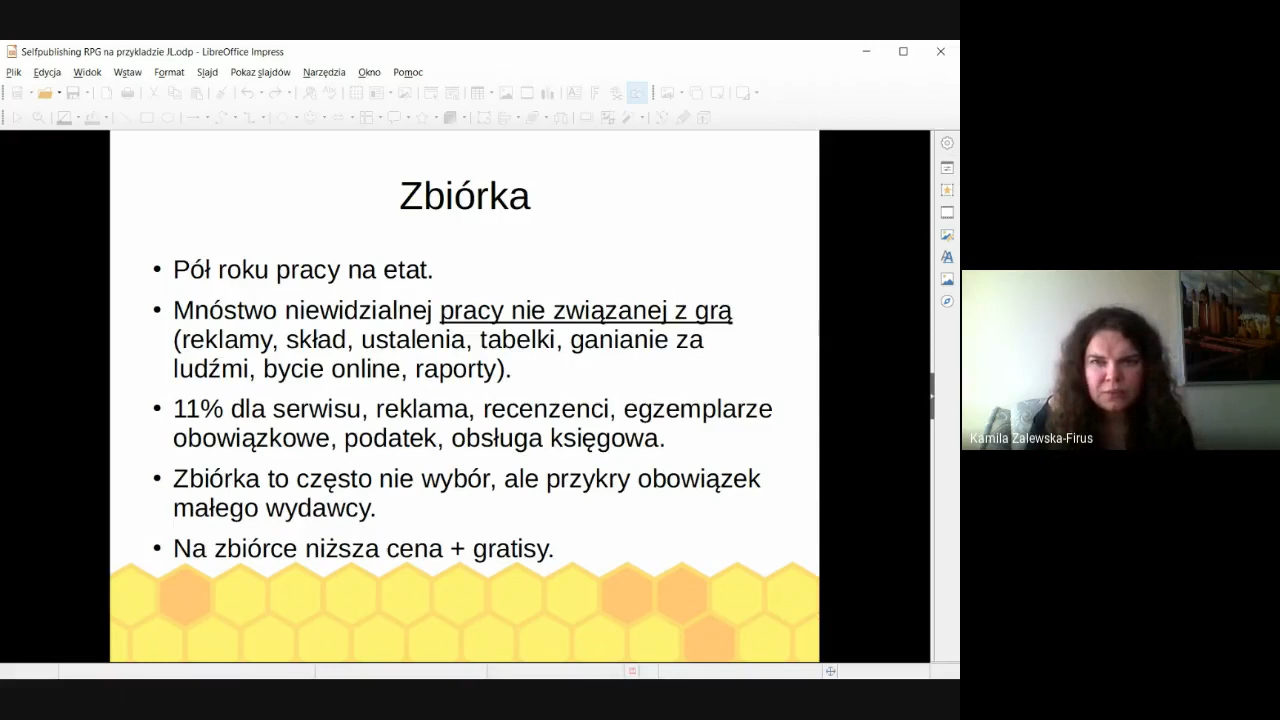 Selfpublishing RPG na przykladzie JL.odp - LibreOffice Impress
Plik Edycja Widok Wstaw Format Slajd Pokaz slajdów Narzędzia Okno Pomoc
Zbiórka
• Pół roku pracy na etat.
• Mnóstwo niewidzialnej pracy nie związanej z grą
(reklamy, skład, ustalenia, tabelki, ganianie za
ludźmi, bycie online, raporty).
• 11% dla serwisu, reklama, recenzenci, egzemplarze
obowiązkowe, podatek, obsługa księgowa.
• Zbiórka to często nie wybór, ale przykry obowiązek
małego wydawcy.
• Na zbiórce niższa cena + gratisy.
Kamila Zalewska-Firus